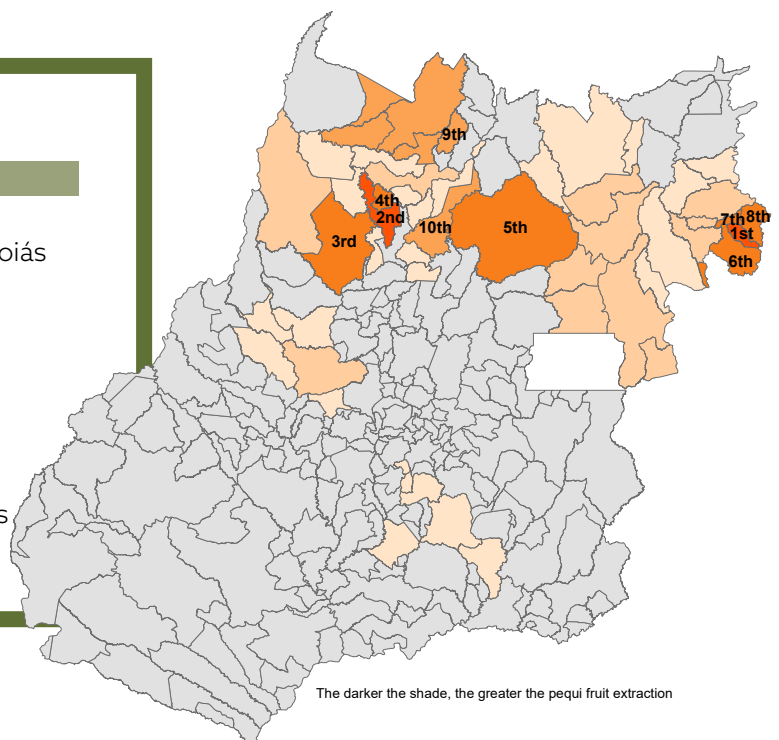 oiás
s
9th
4th
2nd
3rd
10th
5th
7th
8th
1st
6th
The darker the shade, the greater the pequi fruit extraction